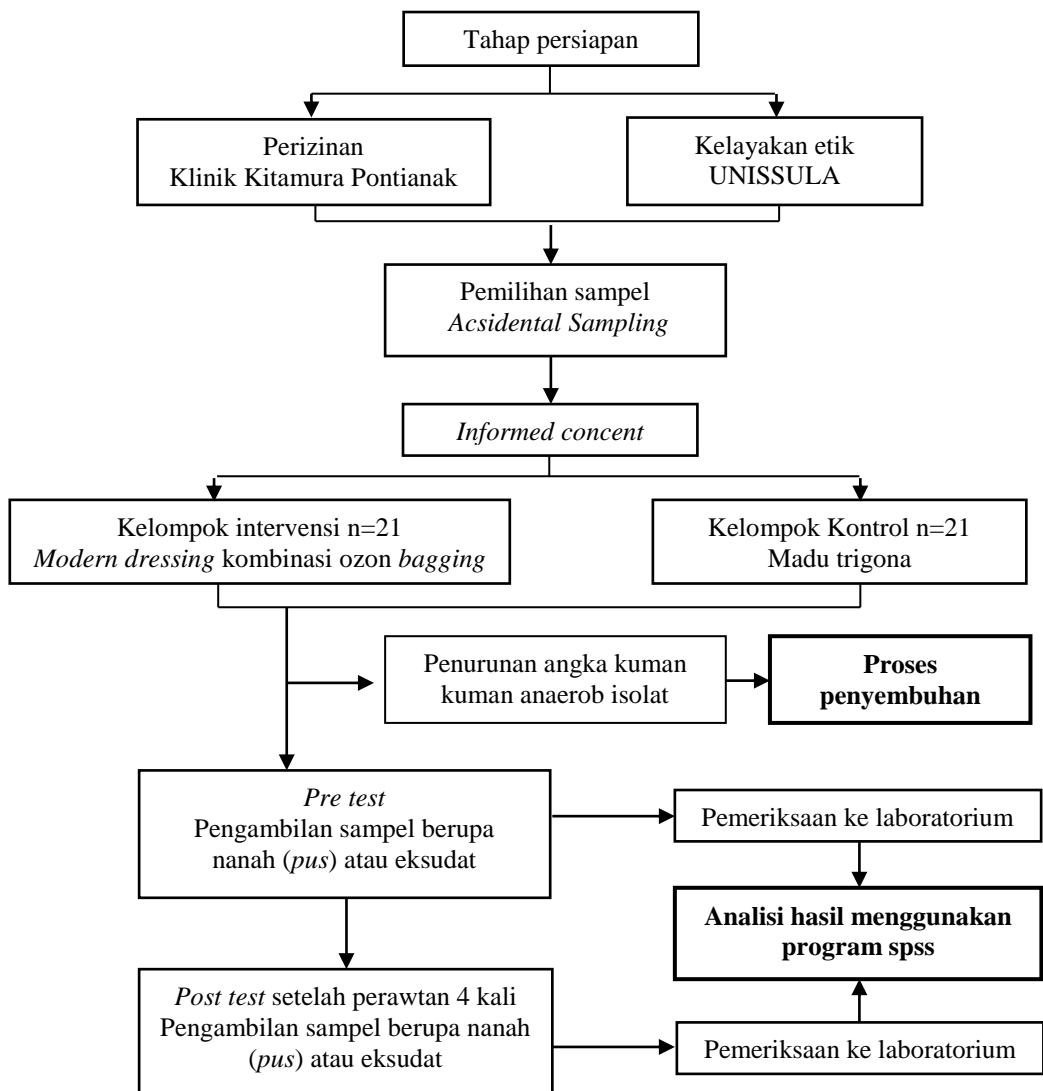 Tahap persiapan
Perizinan
Klinik Kitamura Pontianak
Kelayakan etik
UNISSULA
Pemilihan sampel
Acsidental Sampling
Informed concent
Kelompok intervensi n=21
Modern dressing kombinasi ozon bagging
Kelompok Kontrol n=21
Madu trigona
Penurunan angka kuman
kuman anaerob isolat
Proses
penyembuhan
Pre test
Pengambilan sampel berupa
nanah (pus) atau eksudat
Pemeriksaan ke laboratorium
Analisi hasil menggunakan
program spss
Post test setelah perawtan 4 kali
Pengambilan sampel berupa nanah
(pus) atau eksudat
Pemeriksaan ke laboratorium